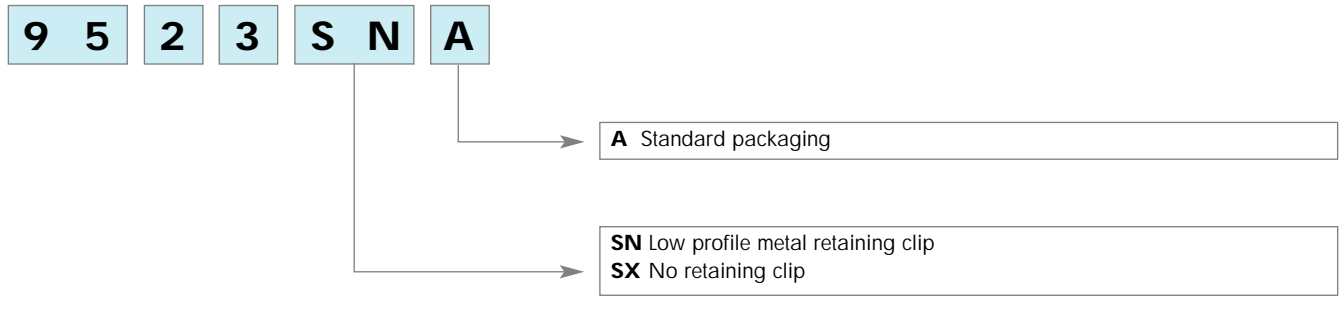 9 5 2 3 S N A
A Standard packaging
SN Low profile metal retaining clip
SX No retaining clip